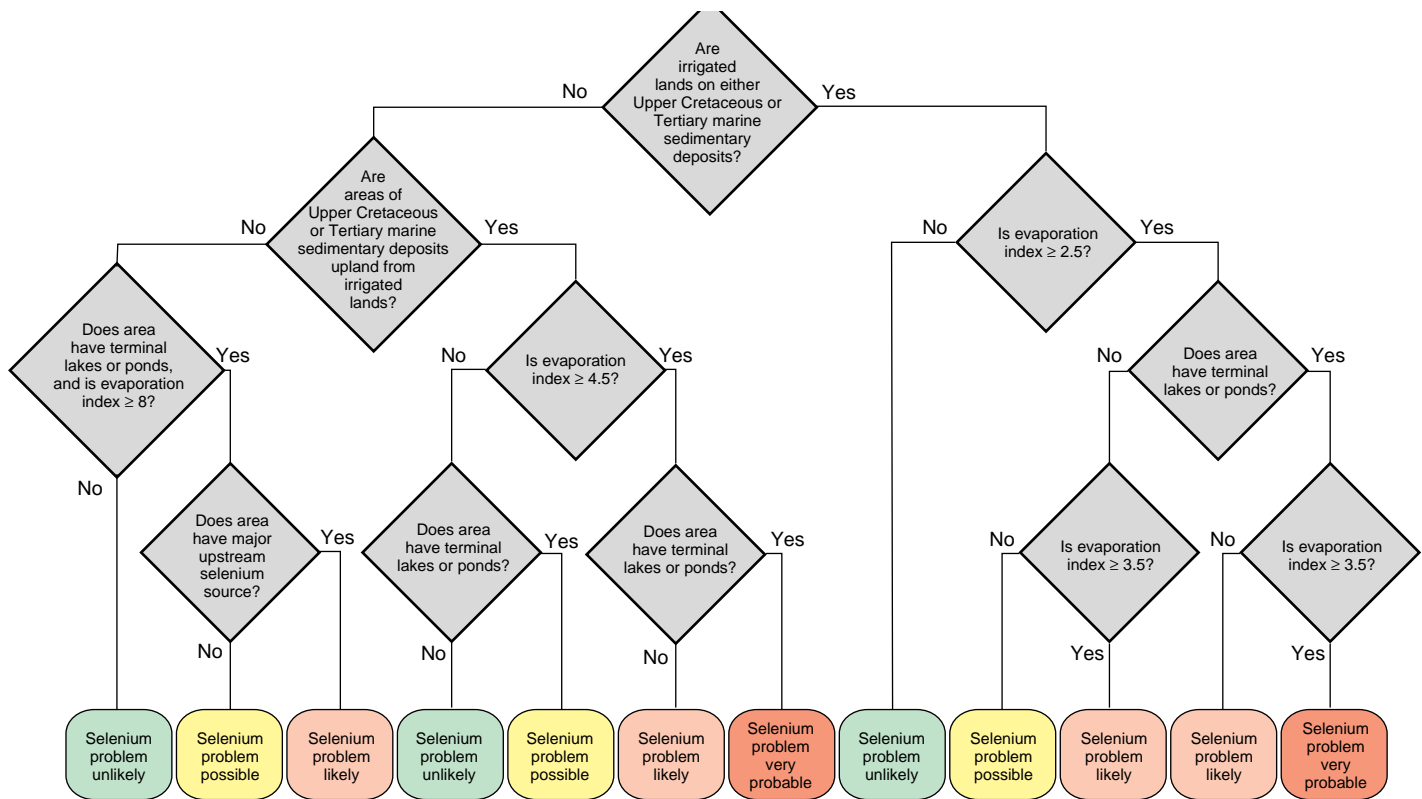 Are
irrigated
lands on either
Upper Cretaceous or
Tertiary marine
sedimentary
deposits?
No
Yes
Are
areas of
Upper Cretaceous
or Tertiary marine
sedimentary deposits
upland from
irrigated
lands?
No
Yes
Is evaporation
index ≥ 2.5?
No
Yes
Does area
have terminal
lakes or ponds,
and is evaporation
index ≥ 8?
Yes
No
Is evaporation
index ≥ 4.5?
No
Yes
Does area
have terminal
lakes or ponds?
No
Yes
Does area
have major
upstream
selenium
source?
Yes
No
Does area
have terminal
lakes or ponds?
Yes
No
Does area
have terminal
lakes or ponds?
Yes
No
Is evaporation
index ≥ 3.5?
No
Yes
Is evaporation
index ≥ 3.5?
No
Yes
Selenium
problem
unlikely
Selenium
problem
possible
Selenium
problem
likely
Selenium
problem
unlikely
Selenium
problem
possible
Selenium
problem
likely
Selenium
problem
very
probable
Selenium
problem
unlikely
Selenium
problem
possible
Selenium
problem
likely
Selenium
problem
likely
Selenium
problem
very
probable